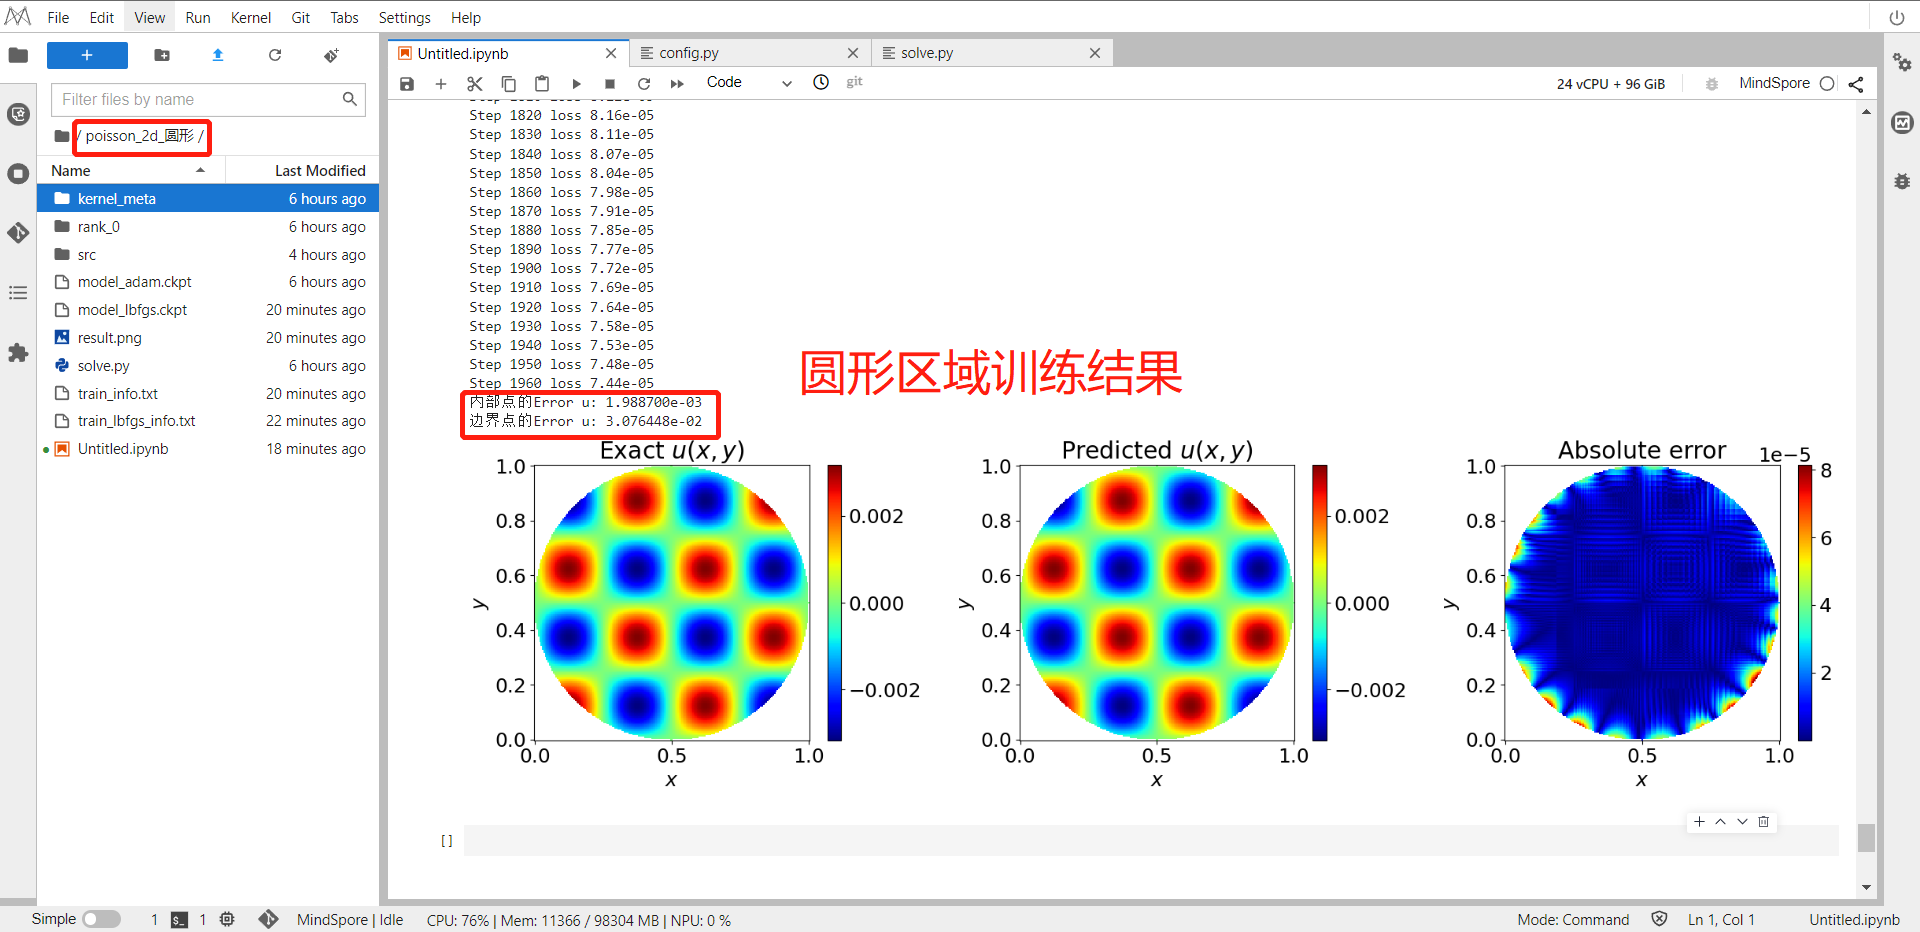 File Edit View Run Kernel Git Tabs Settings Help
Filter files by name
/ poisson_2d_圆形 /
Name Last Modified
kernel_meta 6 hours ago
rank_0 6 hours ago
src 4 hours ago
model_adam.ckpt 6 hours ago
model_lbfgs.ckpt 20 minutes ago
result.png 20 minutes ago
solve.py 6 hours ago
train_info.txt 20 minutes ago
train_lbfgs_info.txt 22 minutes ago
Untitled.ipynb 18 minutes ago
Untitled.ipynb config.py solve.py
Code git 24 vCPU + 96 GiB MindSpore
Step 1820 loss 8.16e-05
Step 1830 loss 8.11e-05
Step 1840 loss 8.07e-05
Step 1850 loss 8.04e-05
Step 1860 loss 7.98e-05
Step 1870 loss 7.91e-05
Step 1880 loss 7.85e-05
Step 1890 loss 7.77e-05
Step 1900 loss 7.72e-05
Step 1910 loss 7.69e-05
Step 1920 loss 7.64e-05
Step 1930 loss 7.58e-05
Step 1940 loss 7.53e-05
Step 1950 loss 7.48e-05
Step 1960 loss 7.44e-05
圆形区域训练结果
内部点的Error u: 1.988700e-03
边界点的Error u: 3.076448e-02
Exact u(x, y)
1.0
0.8
0.6
0.4
0.2
0.0
y
0.0 0.5 1.0
x
0.002
0.000
−0.002
Predicted u(x, y)
1.0
0.8
0.6
0.4
0.2
0.0
y
0.0 0.5 1.0
x
0.002
0.000
−0.002
Absolute error
1e−5
1.0
0.8
0.6
0.4
0.2
0.0
y
0.0 0.5 1.0
x
8
6
4
2
[ ]
Simple 1 1 MindSpore | Idle CPU: 76% | Mem: 11366 / 98304 MB | NPU: 0 % Mode: Command Ln 1, Col 1 Untitled.ipynb